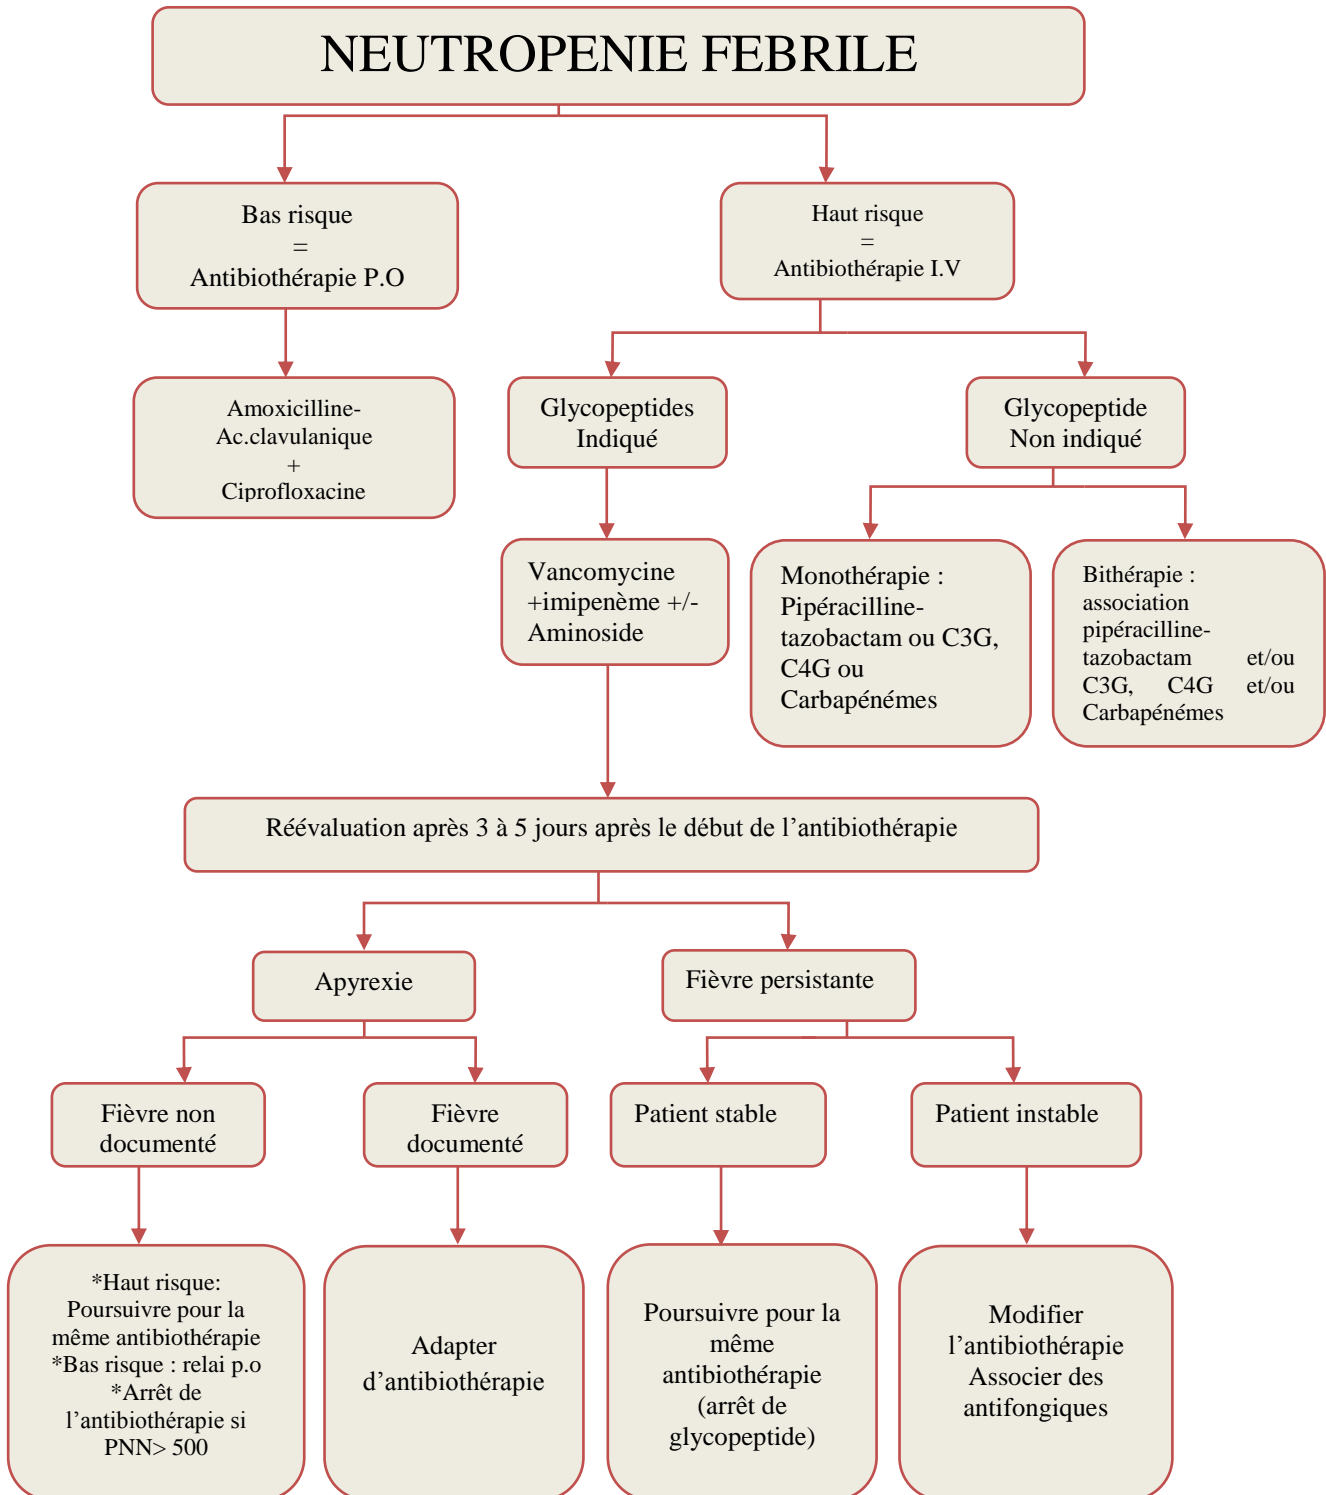 NEUTROPENIE FEBRILE
Bas risque
=
Antibiothérapie P.O
Haut risque
=
Antibiothérapie I.V
Amoxicilline-
Ac.clavulanique
+
Ciprofloxacine
Glycopeptides
Indiqué
Glycopeptide
Non indiqué
Vancomycine
+imipenème +/-
Aminoside
Monothérapie :
Pipéracilline-
tazobactam ou C3G,
C4G ou
Carbapénémes
Bithérapie :
association
pipéracilline-
tazobactam et/ou
C3G, C4G et/ou
Carbapénémes
Réévaluation après 3 à 5 jours après le début de l’antibiothérapie
Apyrexie
Fièvre persistante
Fièvre non
documenté
Fièvre
documenté
Patient stable
Patient instable
*Haut risque:
Poursuivre pour la
même antibiothérapie
*Bas risque : relai p.o
*Arrêt de
l’antibiothérapie si
PNN> 500
Adapter
d’antibiothérapie
Poursuivre pour la
même
antibiothérapie
(arrêt de
glycopeptide)
Modifier
l’antibiothérapie
Associer des
antifongiques